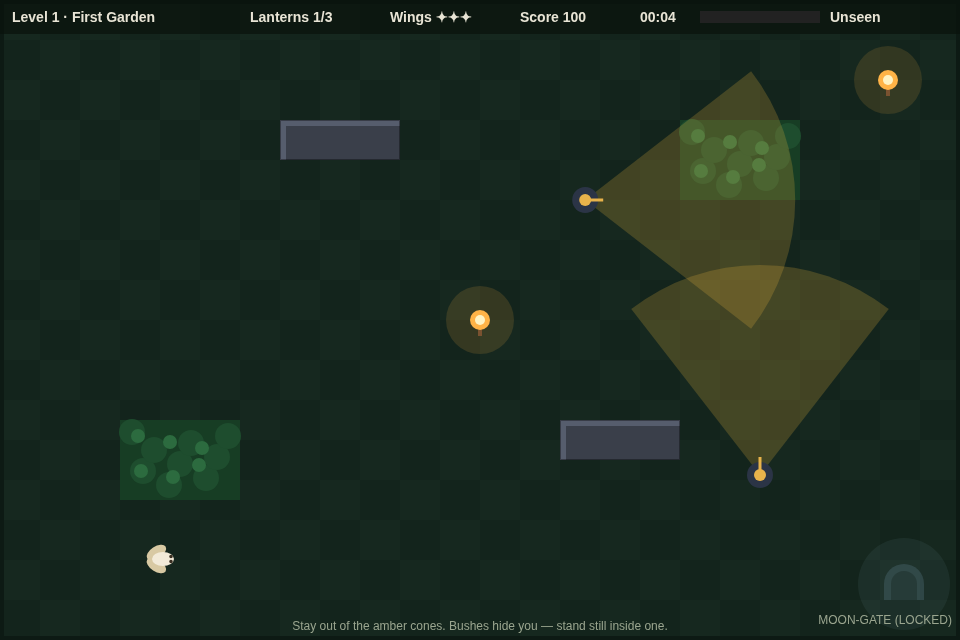 Level 1 · First Garden Lanterns 1/3 Wings ✦✦✦ Score 100 00:04 Unseen
MOON-GATE (LOCKED)
Stay out of the amber cones. Bushes hide you — stand still inside one.